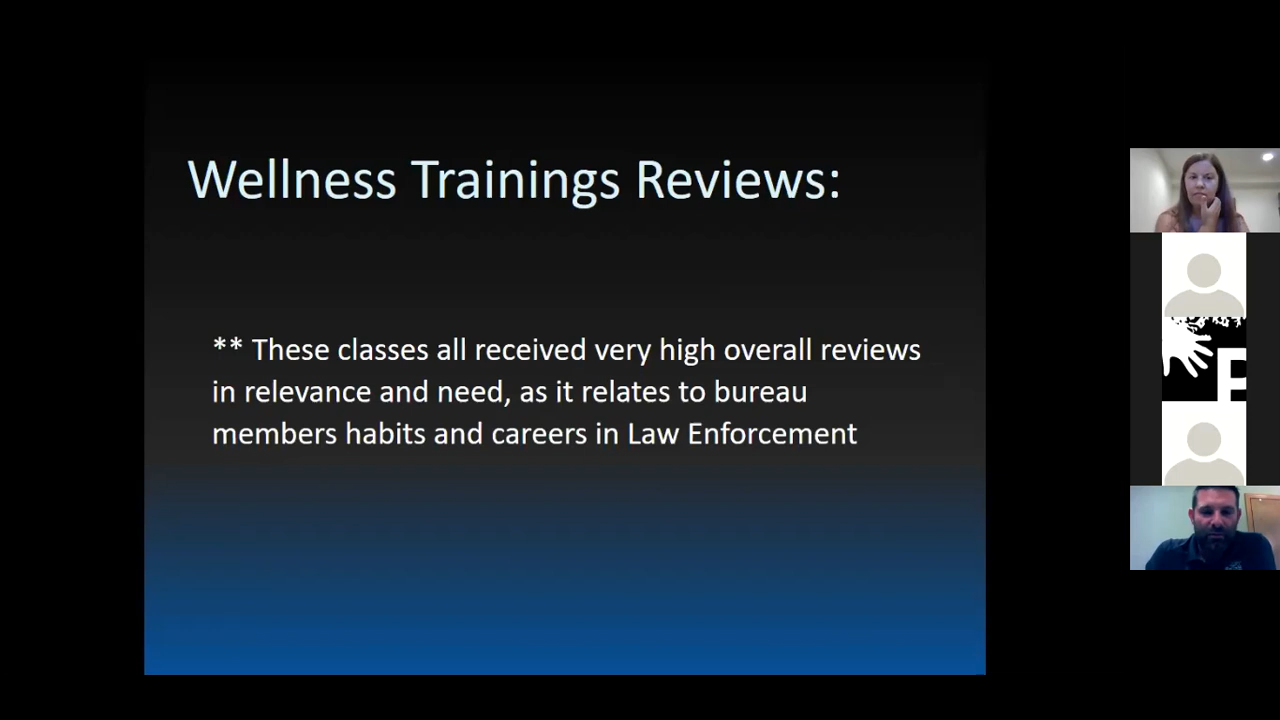 Wellness Trainings Reviews:
** These classes all received very high overall reviews
in relevance and need, as it relates to bureau
members habits and careers in Law Enforcement
P